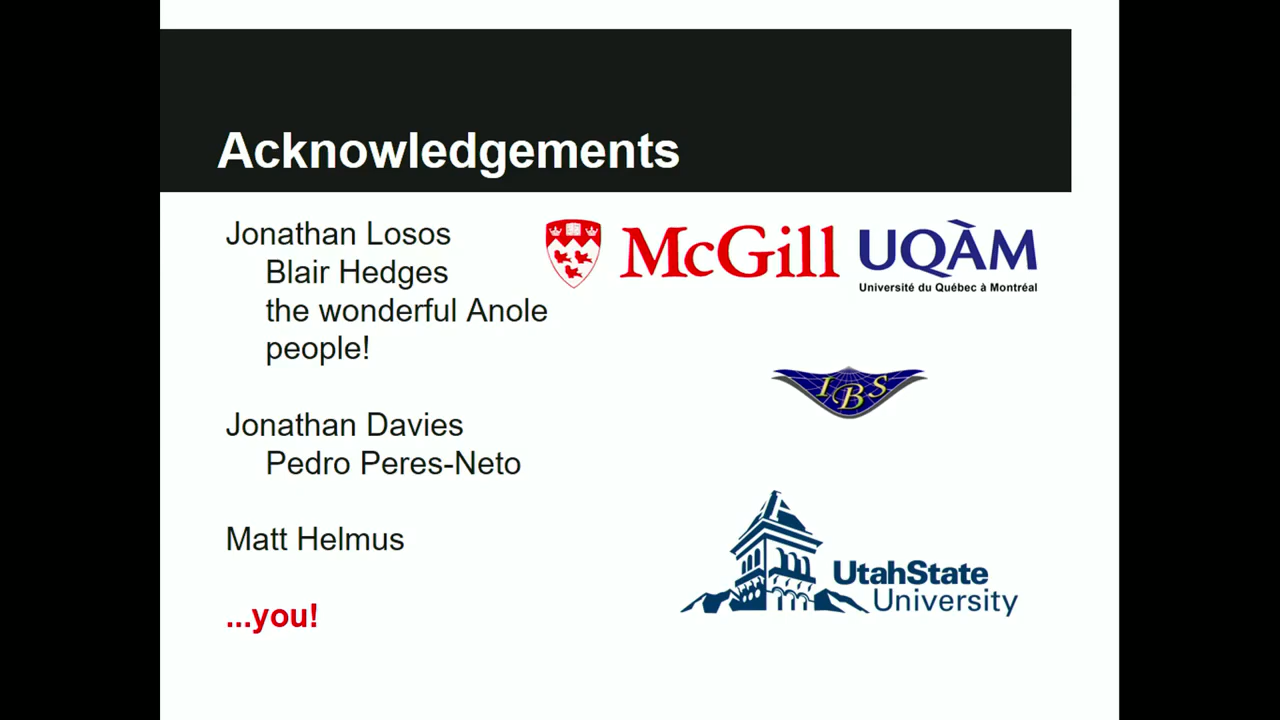 Acknowledgements
Jonathan Losos
Blair Hedges
the wonderful Anole
people!
Jonathan Davies
Pedro Peres-Neto
Matt Helmus
...you!
McGill
UQÀM
Université du Québec à Montréal
IBS
UtahState
University